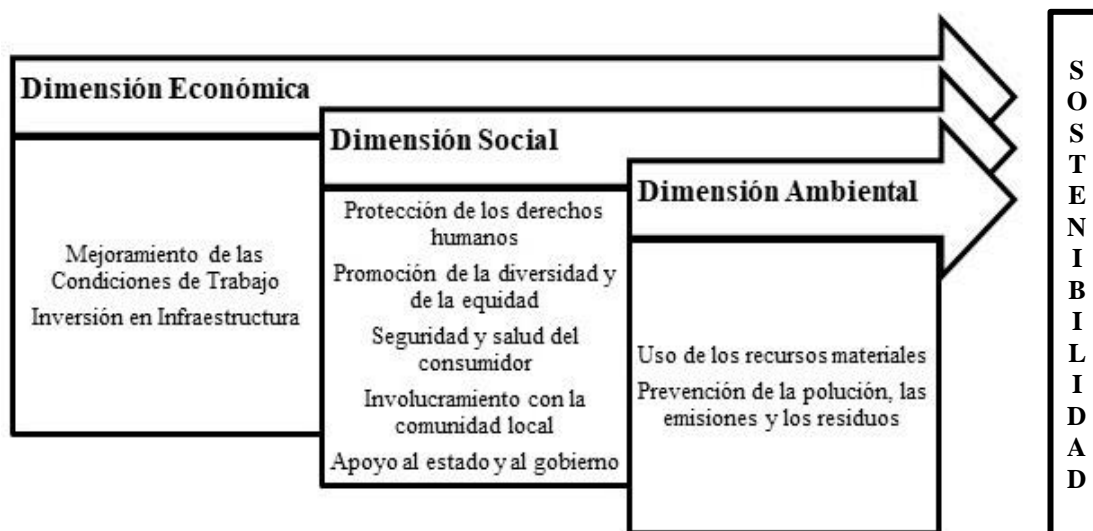 Dimensión Económica
Mejoramiento de las
Condiciones de Trabajo
Inversión en Infraestructura
Dimensión Social
Protección de los derechos
humanos
Promoción de la diversidad y
de la equidad
Seguridad y salud del
consumidor
Involucramiento con la
comunidad local
Apoyo al estado y al gobierno
Dimensión Ambiental
Uso de los recursos materiales
Prevención de la polución, las
emisiones y los residuos
S
O
S
T
E
N
I
B
I
L
I
D
A
D